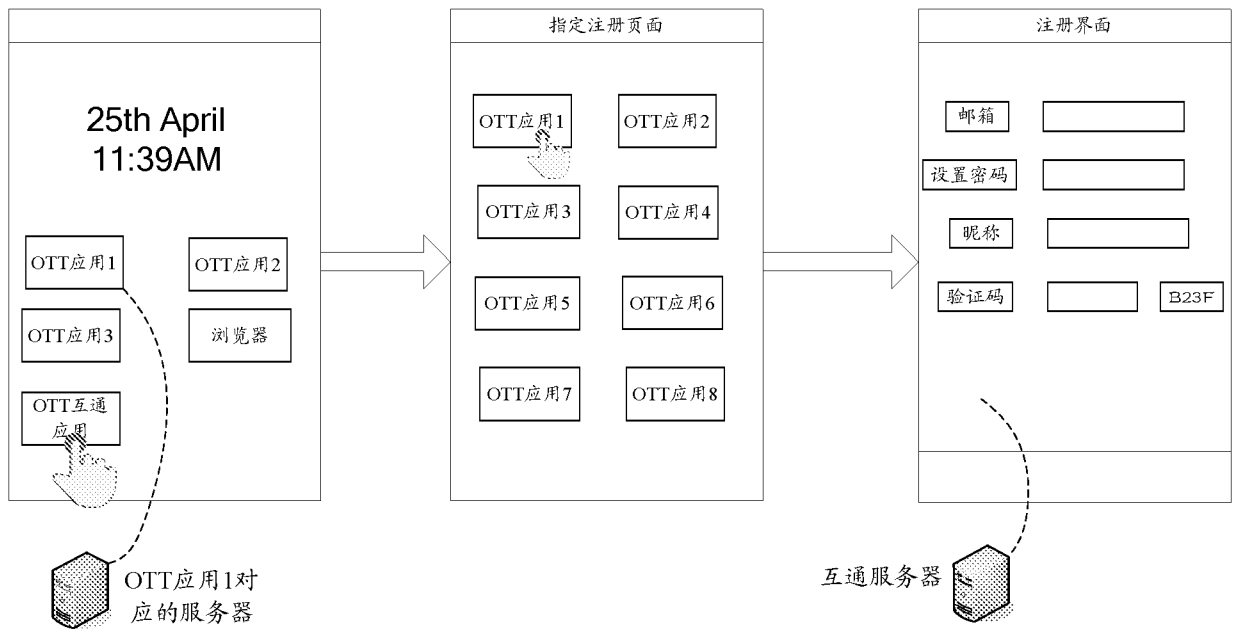 25th April
11:39AM
OTT应用1
OTT应用2
OTT应用3
浏览器
OTT互通
应用
OTT应用1对
应的服务器
指定注册页面
OTT应用1
OTT应用2
OTT应用3
OTT应用4
OTT应用5
OTT应用6
OTT应用7
OTT应用8
注册界面
邮箱
设置密码
昵称
验证码
B23F
互通服务器